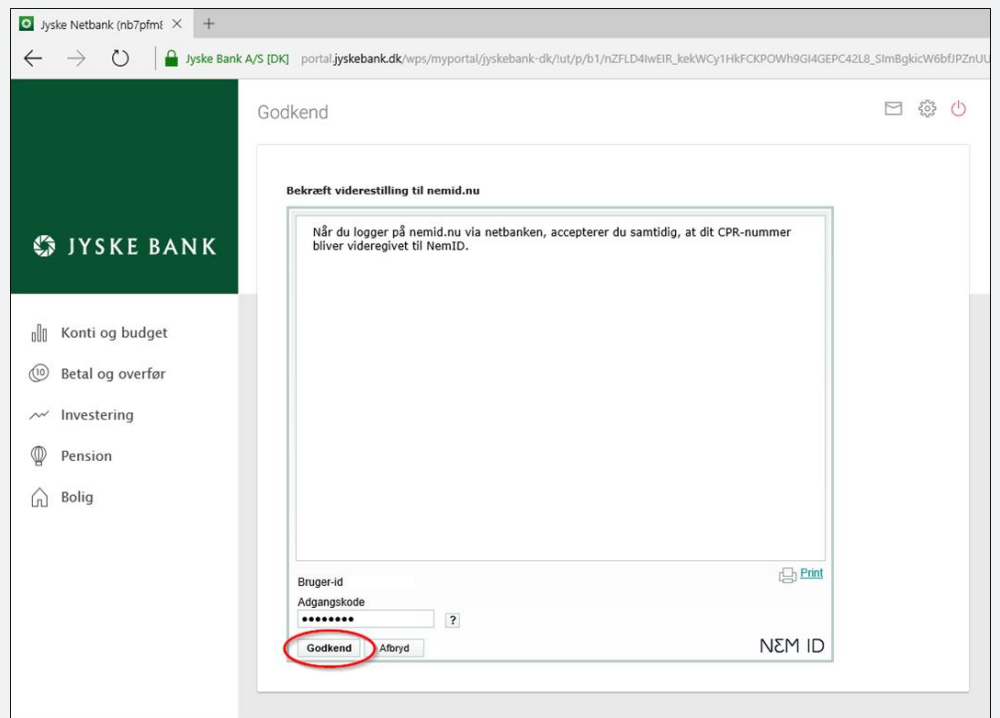 Jyske Netbank (nb7pfm
Jyske Bank A/S [DK] portal.jyskebank.dk/wps/myportal/jyskebank-dk/!ut/p/b1/
Godkend
JYSKE BANK
Konti og budget
10
Betal og overfør
Investering
Pension
Bolig
Bekræft viderestilling til nemid.nu
Når du logger på nemid.nu via netbanken, accepterer du samtidig, at dit CPR-nummer
bliver videregivet til NemID.
Print
Bruger-id
Adgangskode
?
Godkend Afbryd
NEM ID